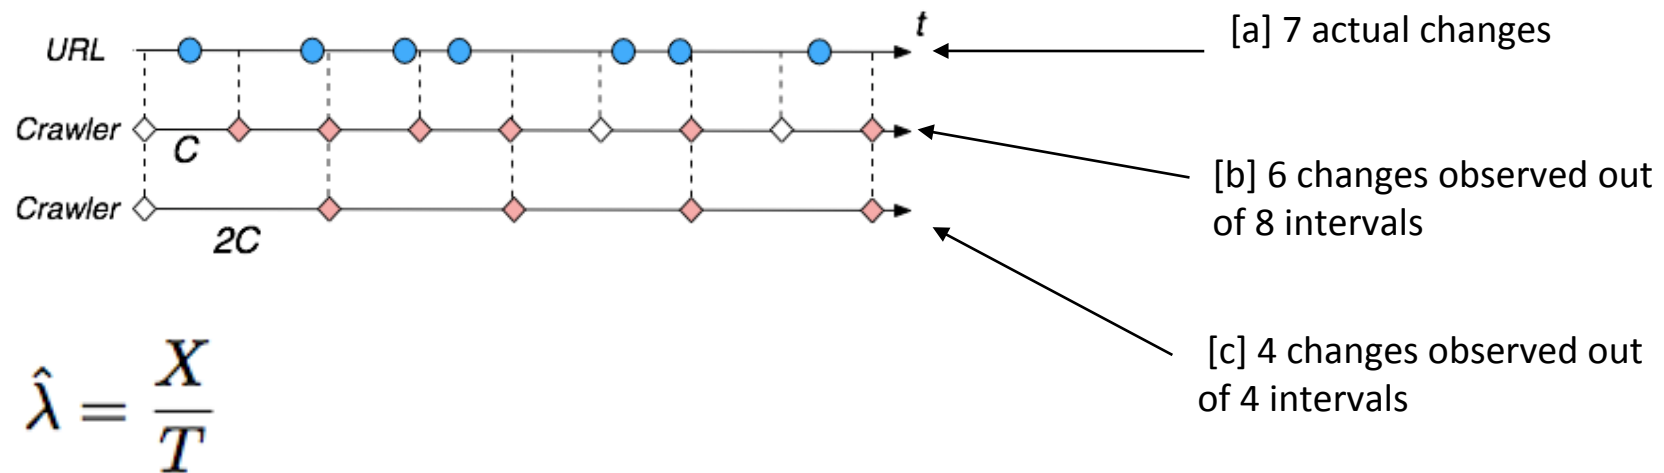 t
URL
[a] 7 actual changes
Crawler
C
[b] 6 changes observed out
of 8 intervals
Crawler
2C
[c] 4 changes observed out
of 4 intervals
λ̂ = X/T